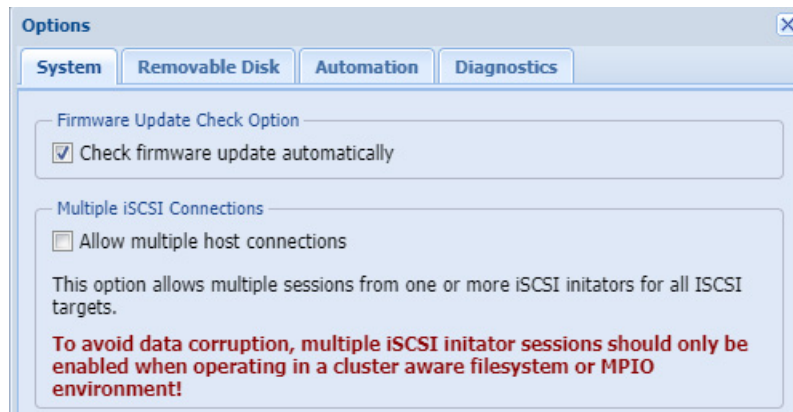 Options
System Removable Disk Automation Diagnostics
Firmware Update Check Option
Check firmware update automatically
Multiple iSCSI Connections
Allow multiple host connections
This option allows multiple sessions from one or more iSCSI initators for all ISCSI
targets.
To avoid data corruption, multiple iSCSI initator sessions should only be
enabled when operating in a cluster aware filesystem or MPIO
environment!